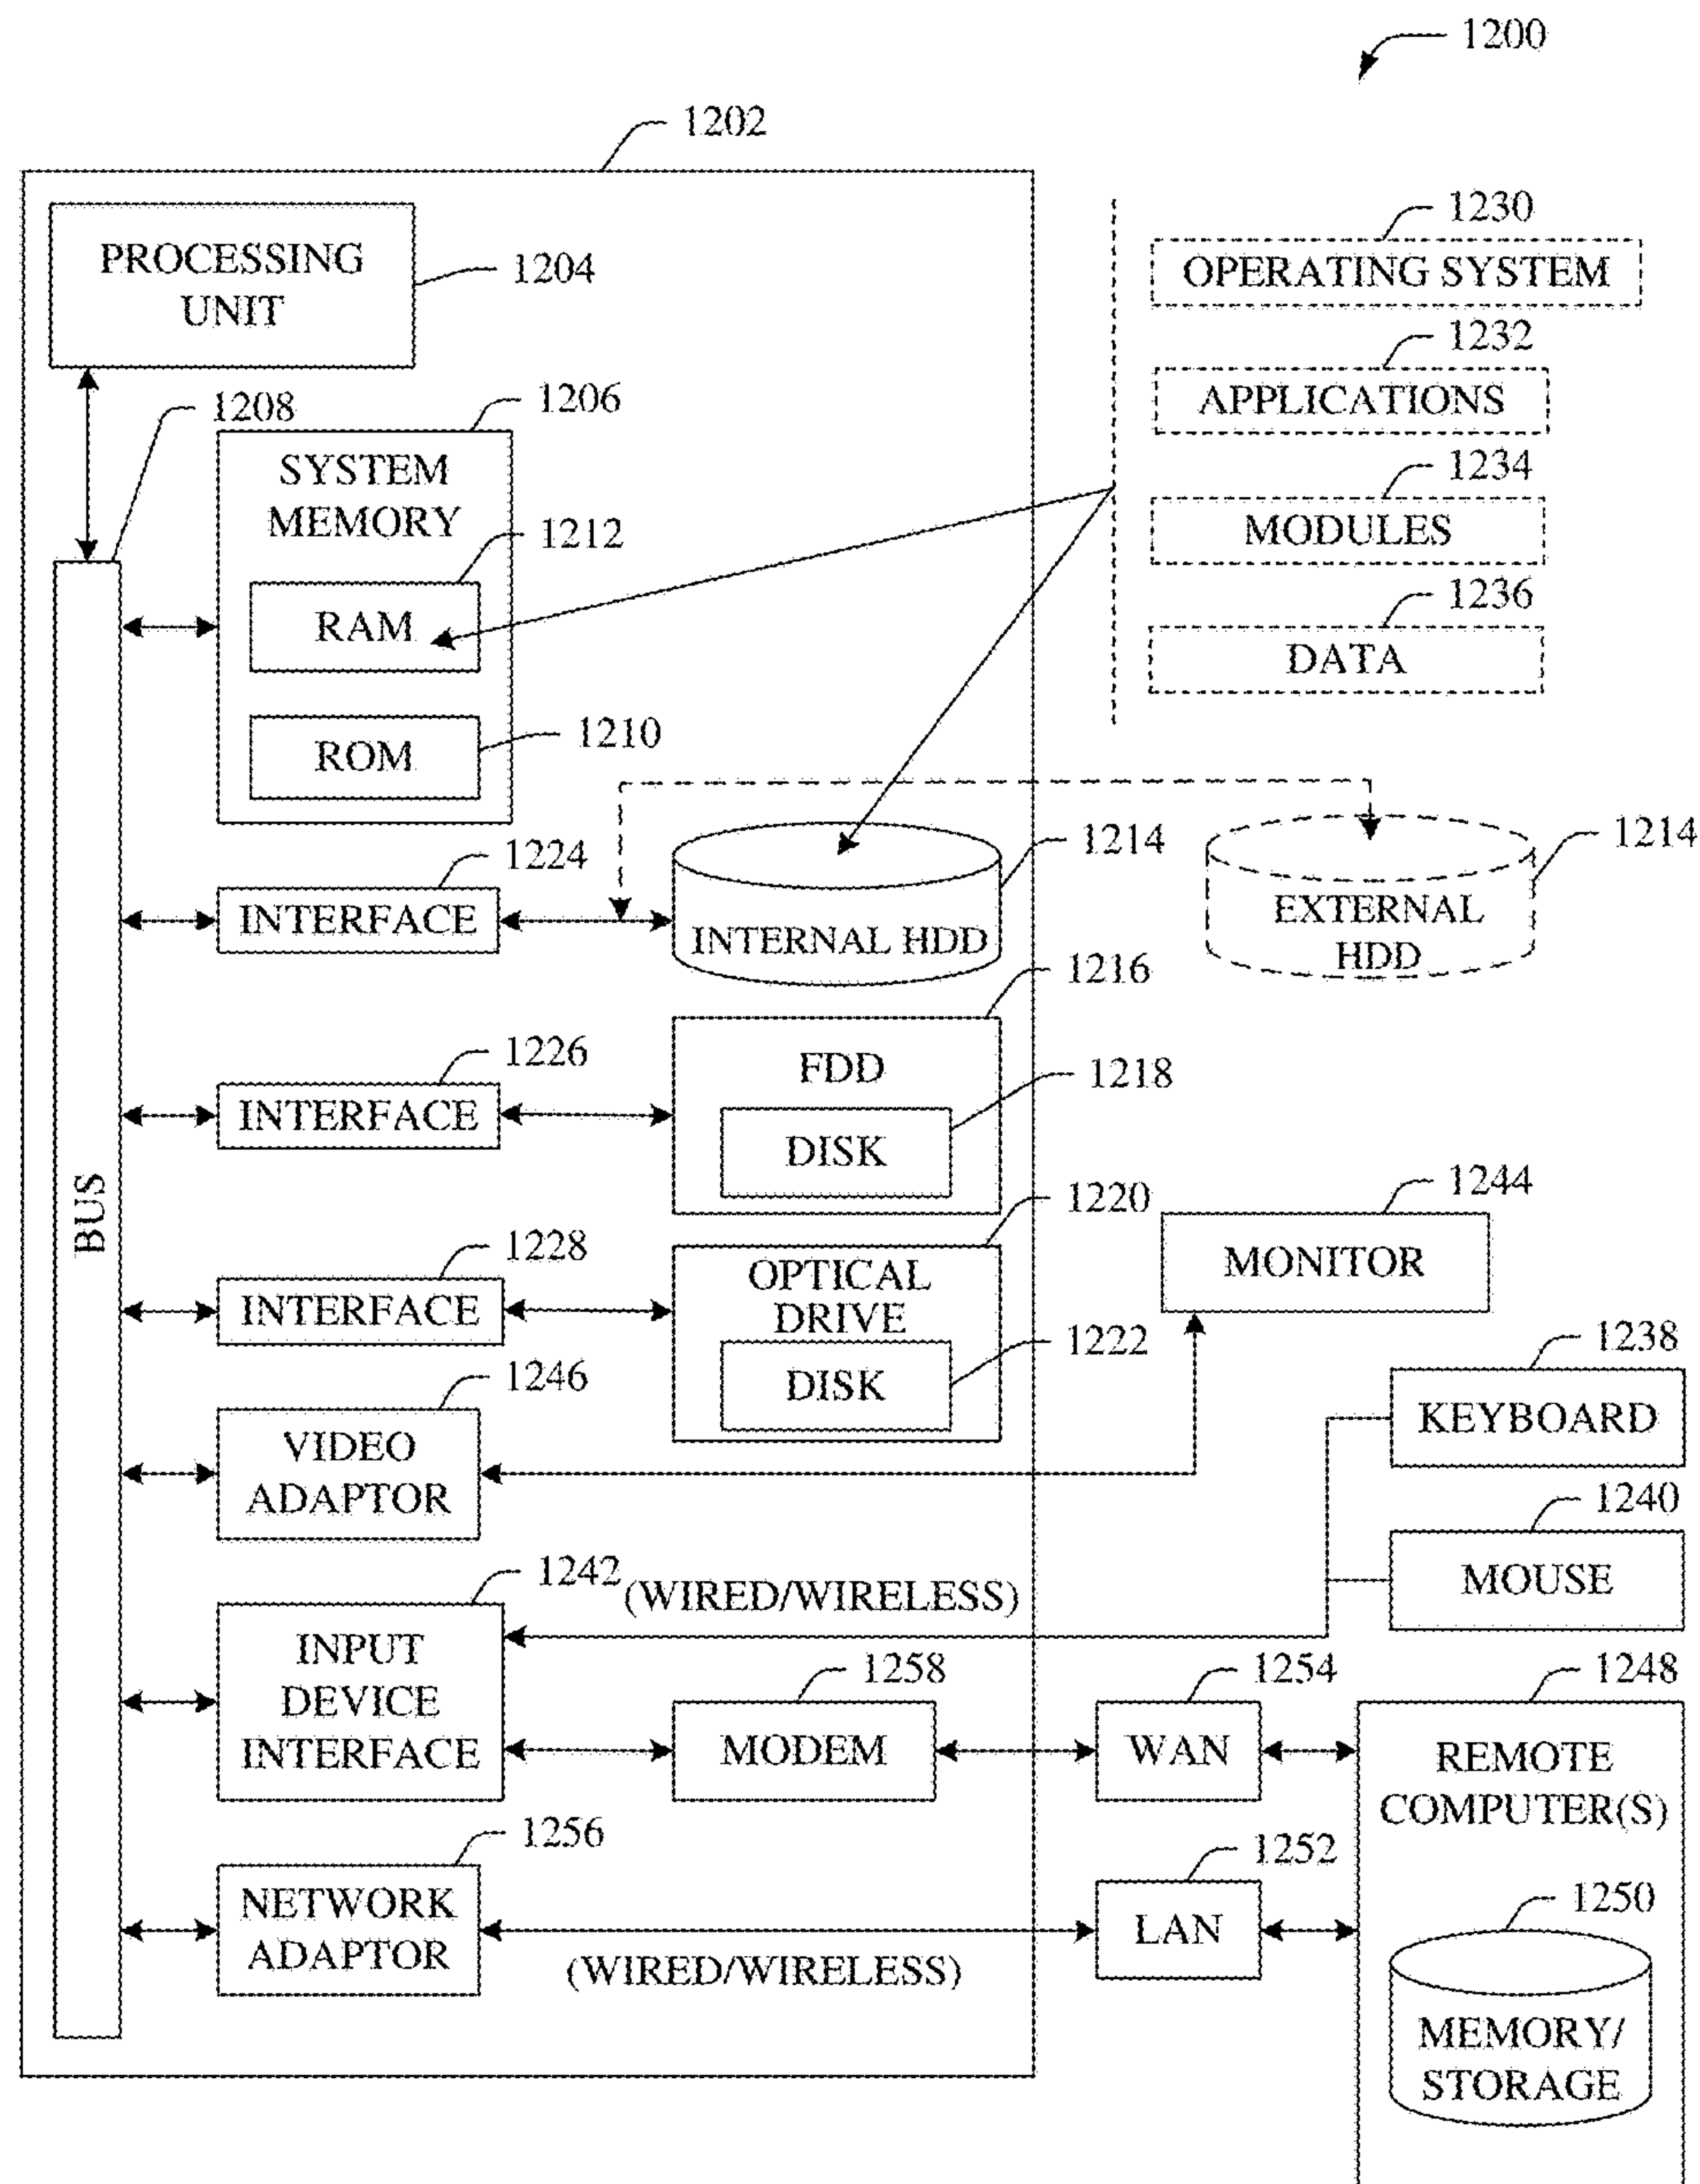 1200
1202
PROCESSING
UNIT
1204
1230
OPERATING SYSTEM
1232
APPLICATIONS
1234
MODULES
1236
DATA
1208
1206
SYSTEM
MEMORY
1212
RAM
1210
ROM
BUS
1224
INTERFACE
1214
INTERNAL HDD
1214
EXTERNAL
HDD
1226
INTERFACE
1216
FDD
1218
DISK
1228
INTERFACE
1220
OPTICAL
DRIVE
1222
DISK
1244
MONITOR
1246
VIDEO
ADAPTOR
1238
KEYBOARD
1240
MOUSE
1242
(WIRED/WIRELESS)
INPUT
DEVICE
INTERFACE
1258
MODEM
1254
WAN
1248
REMOTE
COMPUTER(S)
1256
NETWORK
ADAPTOR
(WIRED/WIRELESS)
1252
LAN
1250
MEMORY/
STORAGE